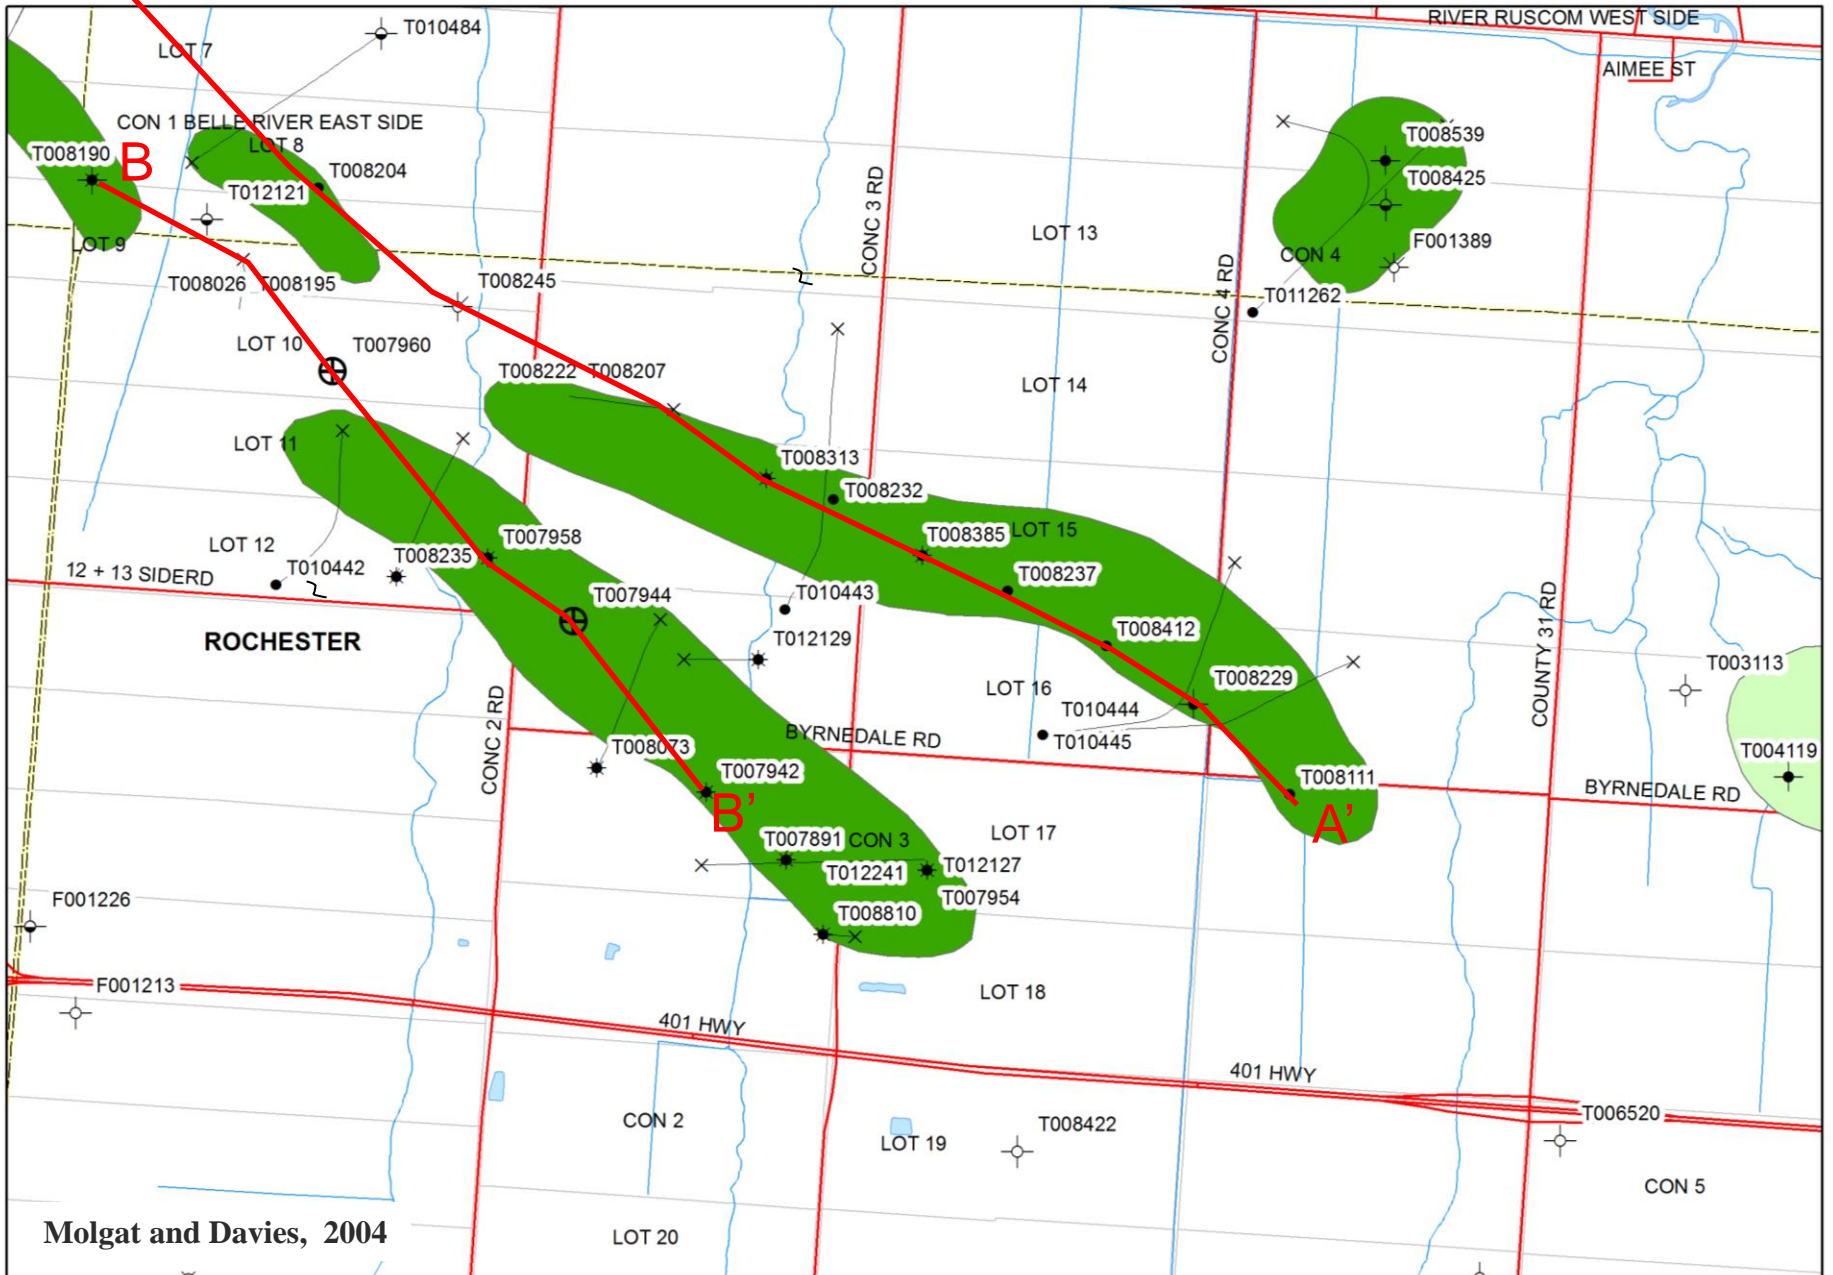 RIVER RUSCOM WEST SIDE
T010484
LOT 7
AIMEE ST
CON 1 BELLE RIVER EAST SIDE
T008539
LOT 8
T008190
B
T008204
T008425
T012121
CONC 3 RD
LOT 13
LOT 9
F001389
CON 4
T008026
T008195
T008245
T011262
CONC 4 RD
LOT 10
T007960
T008222
T008207
LOT 14
LOT 11
T008313
T008232
T008385
LOT 15
T007958
LOT 12
T008235
T010442
12 + 13 SIDERD
T008237
T007944
T010443
COUNTY 31 RD
ROCHESTER
T012129
T008412
T003113
LOT 16
T008229
T010444
T010445
CONC 2 RD
BYRNEDALE RD
T008073
T007942
T008111
T004119
BYRNEDALE RD
B'
A'
T007891
CON 3
LOT 17
T012241
T012127
T007954
F001226
T008810
F001213
LOT 18
401 HWY
401 HWY
CON 2
T008422
T006520
LOT 19
CON 5
Molgat and Davies, 2004
LOT 20